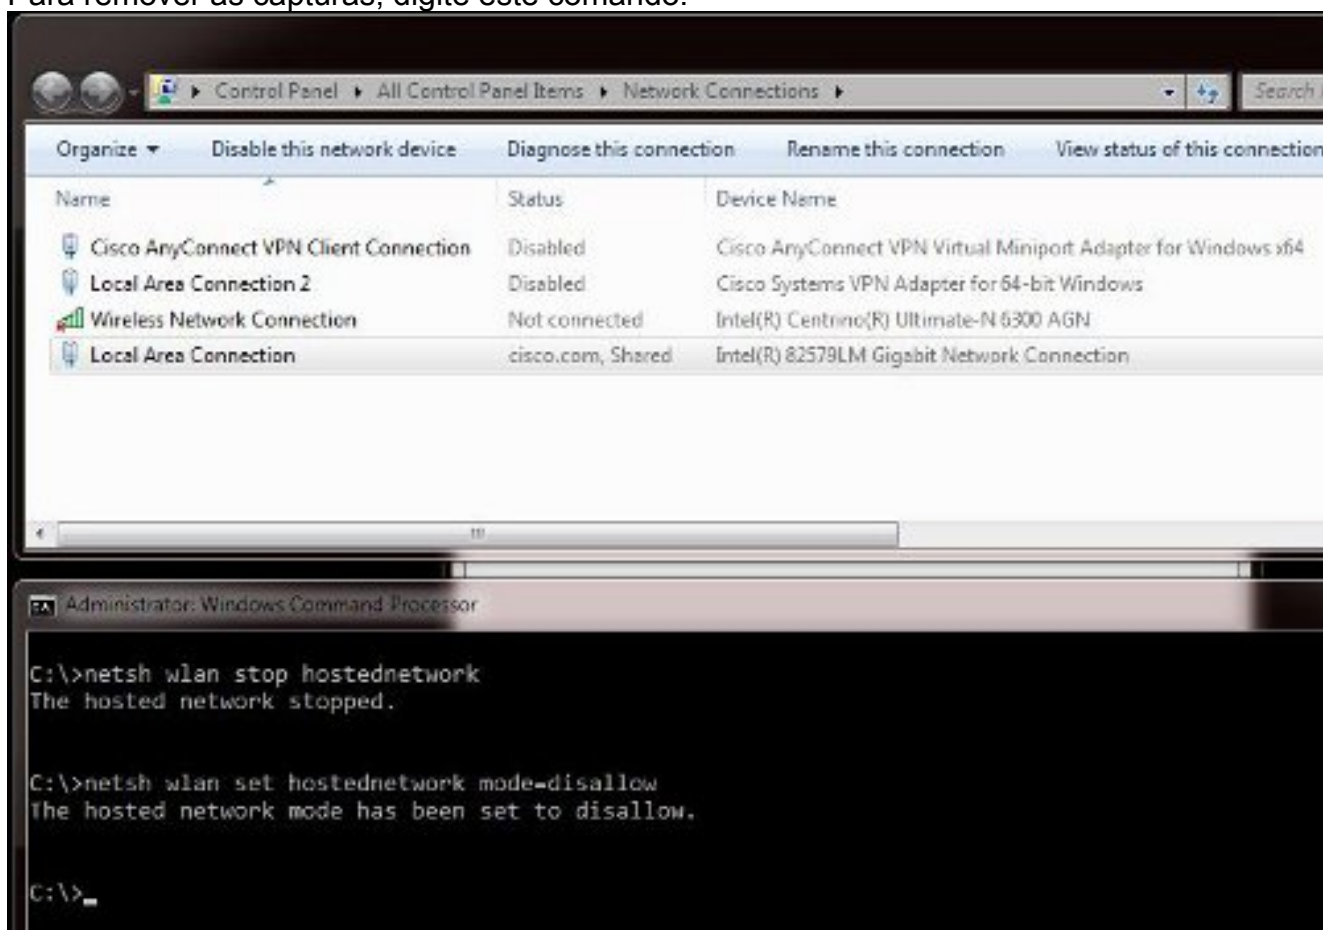 Para remover as capturas, digite este comando:
Control Panel ▸ All Control Panel Items ▸ Network Connections ▸ Search
Organize ▾ Disable this network device Diagnose this connection Rename this connection View status of this connection
Name Status Device Name
Cisco AnyConnect VPN Client Connection Disabled Cisco AnyConnect VPN Virtual Miniport Adapter for Windows x64
Local Area Connection 2 Disabled Cisco Systems VPN Adapter for 64-bit Windows
Wireless Network Connection Not connected Intel(R) Centrino(R) Ultimate-N 6300 AGN
Local Area Connection cisco.com, Shared Intel(R) 82579LM Gigabit Network Connection
Administrator: Windows Command Processor
C:\>netsh wlan stop hostednetwork
The hosted network stopped.
C:\>netsh wlan set hostednetwork mode=disallow
The hosted network mode has been set to disallow.
C:\>_